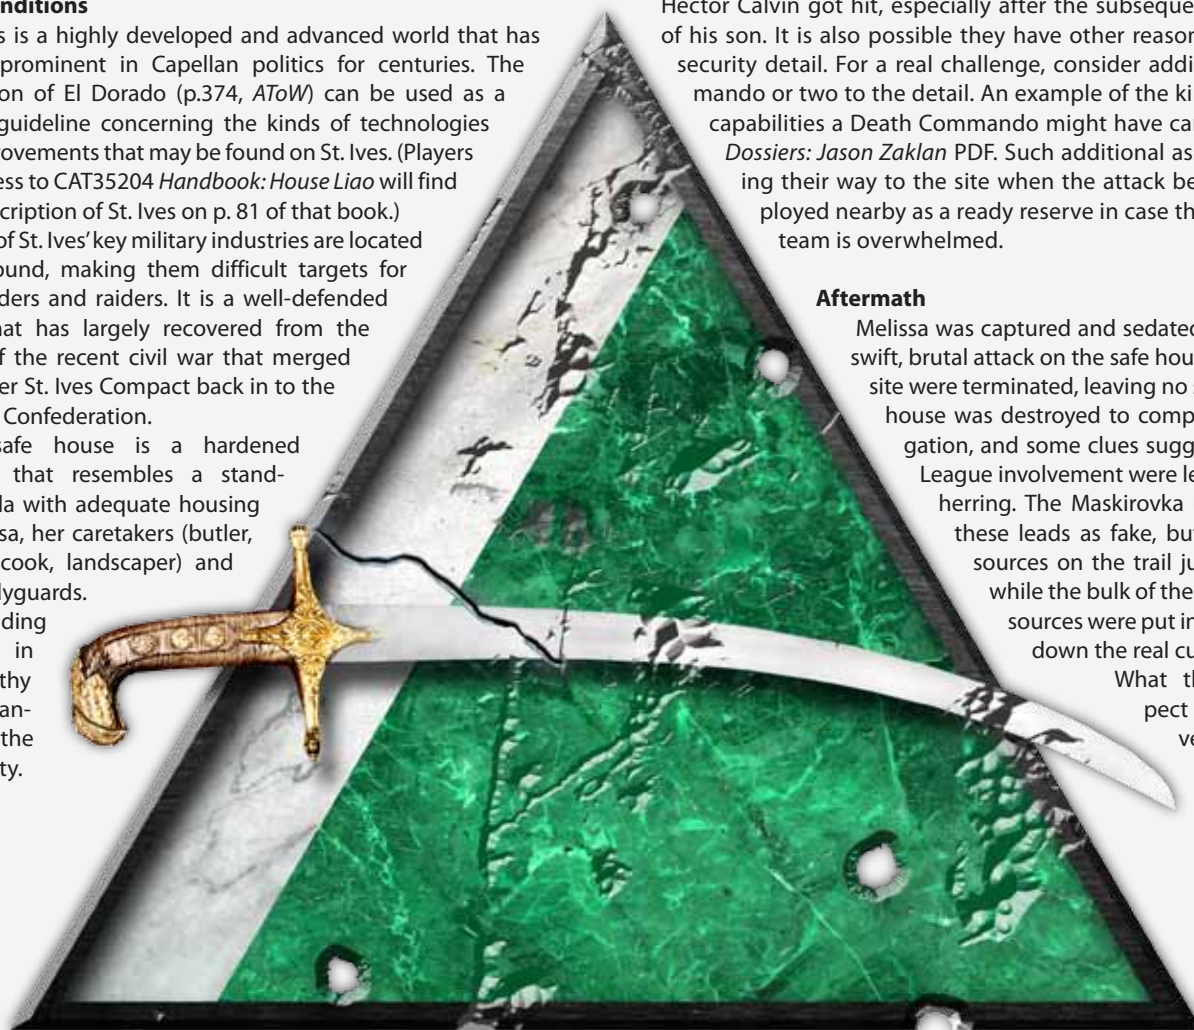 nditions
s is a highly developed and advanced world that has
prominent in Capellan politics for centuries. The
on of El Dorado (p.374, AToW) can be used as a
guideline concerning the kinds of technologies
rovements that may be found on St. Ives. (Players
ess to CAT35204 Handbook: House Liao will find
cription of St. Ives on p. 81 of that book.)
of St. Ives' key military industries are located
ound, making them difficult targets for
ders and raiders. It is a well-defended
hat has largely recovered from the
f the recent civil war that merged
er St. Ives Compact back in to the
Confederation.
safe house is a hardened
that resembles a stand-
la with adequate housing
sa, her caretakers (butler,
cook, landscaper) and
dyguards.
ding
in
thy
an-
the
ty.
Hector Calvin got hit, especially after the subseque
of his son. It is also possible they have other reason
security detail. For a real challenge, consider addi
mando or two to the detail. An example of the ki
capabilities a Death Commando might have ca
Dossiers: Jason Zaklan PDF. Such additional as
ing their way to the site when the attack be
ployed nearby as a ready reserve in case th
team is overwhelmed.
Aftermath
Melissa was captured and sedated
swift, brutal attack on the safe hou
site were terminated, leaving no
house was destroyed to comp
gation, and some clues sugg
League involvement were le
herring. The Maskirovka
these leads as fake, but
sources on the trail ju
while the bulk of the
sources were put in
down the real cu
What th
pect
ve